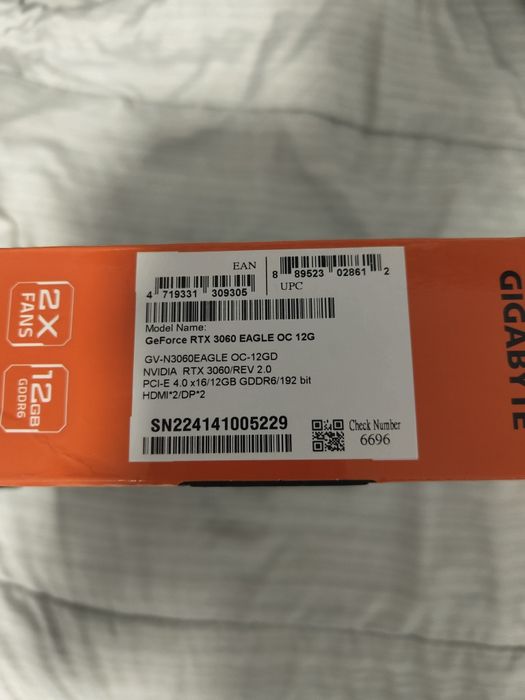 EAN
4 719331 309305
8 89523 02861 2
UPC
Model Name:
GeForce RTX 3060 EAGLE OC 12G
GV-N3060EAGLE OC-12GD
NVIDIA RTX 3060/REV 2.0
PCI-E 4.0 x16/12GB GDDR6/192 bit
HDMI*2/DP*2
SN224141005229
Check Number
6696
2X
FANS
12GB
GDDR6
GIGABYTE